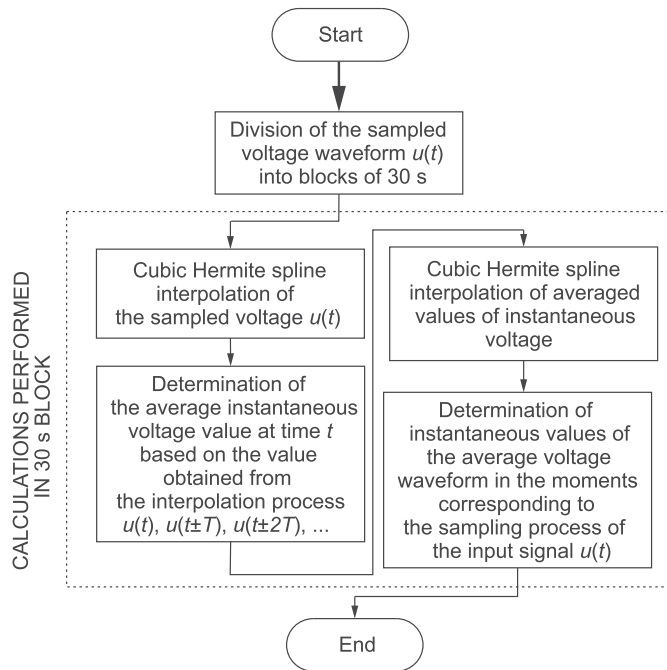 Start
Division of the sampled
voltage waveform u(t)
into blocks of 30 s
CALCULATIONS PERFORMED
IN 30 s BLOCK
Cubic Hermite spline
interpolation of
the sampled voltage u(t)
Determination of
the average instantaneous
voltage value at time t
based on the value
obtained from
the interpolation process
u(t), u(t±T), u(t±2T), ...
Cubic Hermite spline
interpolation of averaged
values of instantaneous
voltage
Determination of
instantaneous values of
the average voltage
waveform in the moments
corresponding to
the sampling process of
the input signal u(t)
End